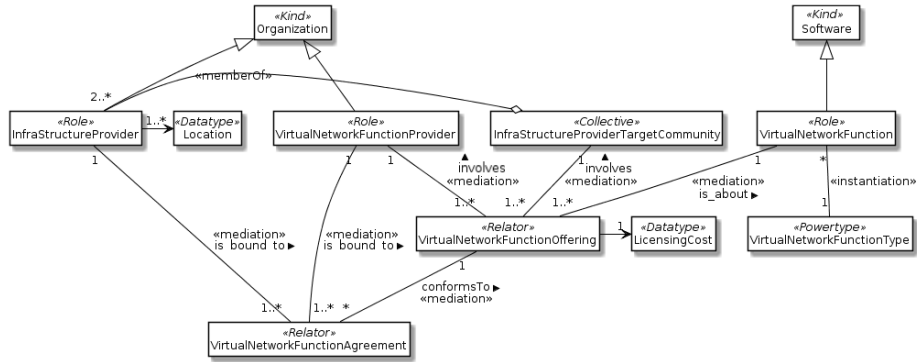 «Kind»
Organization
«Kind»
Software
«memberOf»
2..*
«Role»
InfraStructureProvider
1..*
«Datatype»
Location
«Role»
VirtualNetworkFunctionProvider
«Collective»
InfraStructureProviderTargetCommunity
«Role»
VirtualNetworkFunction
1
1
1
1
1
*
involves
«mediation»
involves
«mediation»
«mediation»
is_about
«instantiation»
1..*
1..*
1..*
1
«mediation»
is bound to
«mediation»
is bound to
«Relator»
VirtualNetworkFunctionOffering
1
«Datatype»
LicensingCost
«Powertype»
VirtualNetworkFunctionType
1
conformsTo
«mediation»
1..*
1..*
*
«Relator»
VirtualNetworkFunctionAgreement